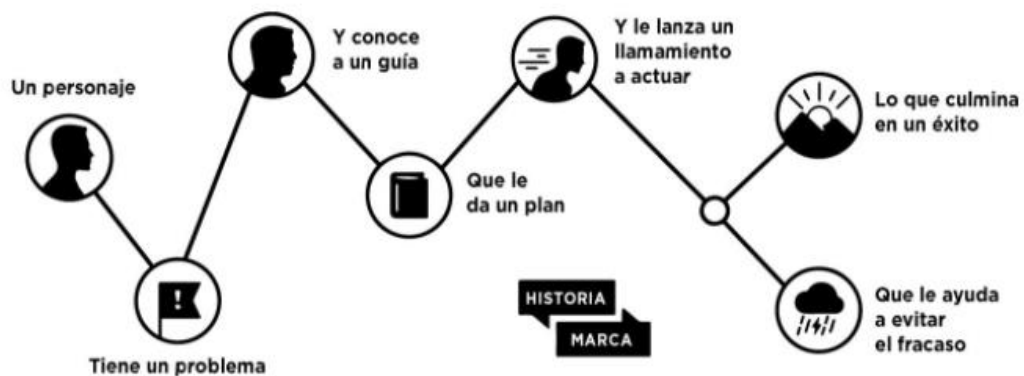 Un personaje
Tiene un problema
Y conoce
a un guía
Que le
da un plan
Y le lanza un
llamamiento
a actuar
Lo que culmina
en un éxito
Que le ayuda
a evitar
el fracaso
HISTORIA
MARCA
!